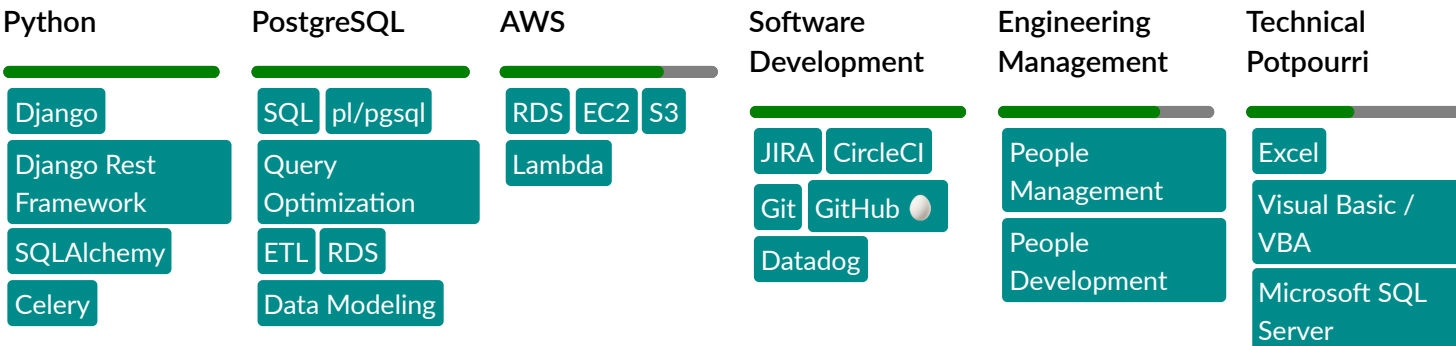 Python
Django
Django Rest
Framework
SQLAlchemy
Celery
PostgreSQL
SQL pl/pgsql
Query
Optimization
ETL RDS
Data Modeling
AWS
RDS EC2 S3
Lambda
Software
Development
JIRA CircleCI
Git GitHub 🥚
Datadog
Engineering
Management
People
Management
People
Development
Technical
Potpourri
Excel
Visual Basic /
VBA
Microsoft SQL
Server